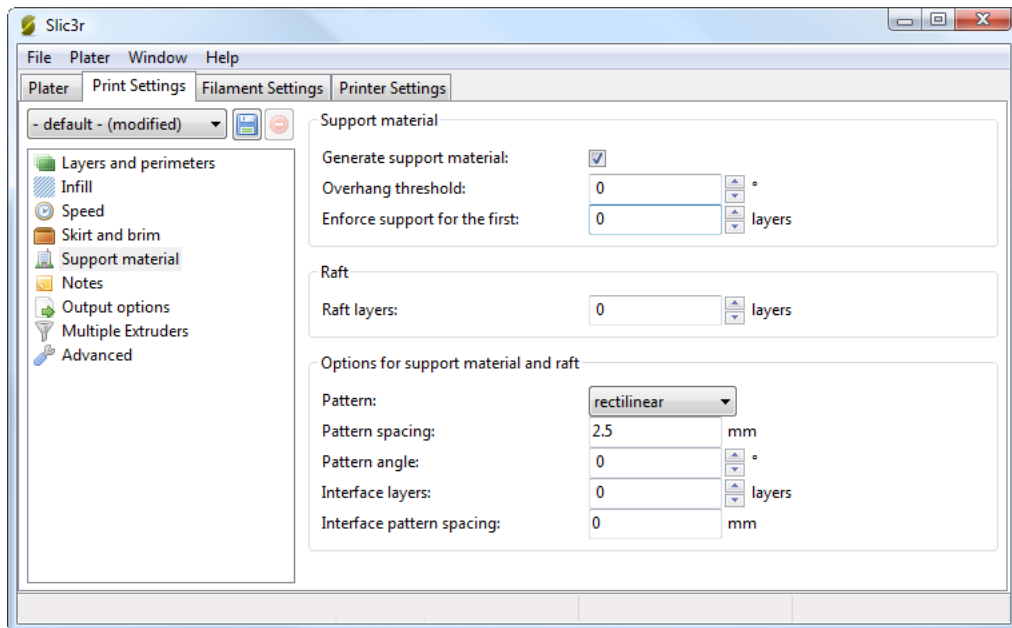 Slic3r
File Plater Window Help
Plater Print Settings Filament Settings Printer Settings
- default - (modified)
Layers and perimeters
Infill
Speed
Skirt and brim
Support material
Notes
Output options
Multiple Extruders
Advanced
Support material
Generate support material:
Overhang threshold: 0 °
Enforce support for the first: 0 layers
Raft
Raft layers: 0 layers
Options for support material and raft
Pattern: rectilinear
Pattern spacing: 2.5 mm
Pattern angle: 0 °
Interface layers: 0 layers
Interface pattern spacing: 0 mm